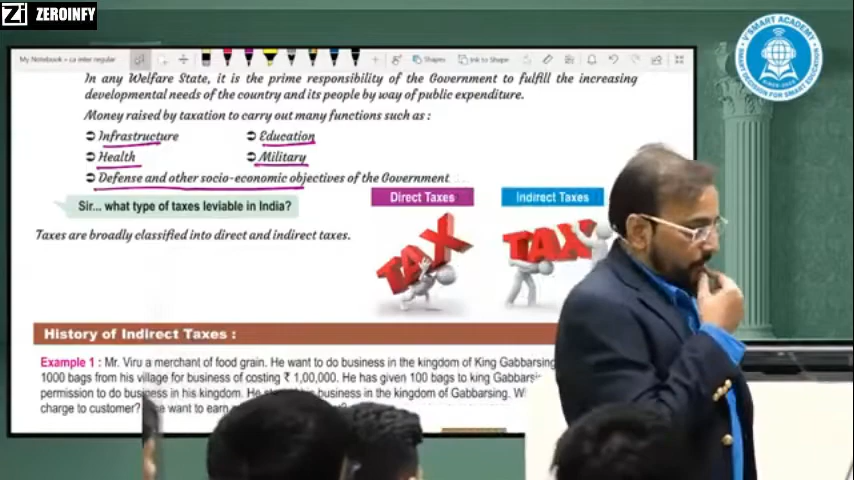 Zi ZEROINFY
V'SMART ACADEMY
My Notebook » ca inter regular
Shapes
Ink to Shape
In any Welfare State, it is the prime responsibility of the Government to fulfill the increasing
developmental needs of the country and its people by way of public expenditure.
Money raised by taxation to carry out many functions such as :
➲ Infrastructure ➲ Education
➲ Health ➲ Military
➲ Defense and other socio-economic objectives of the Government
Sir... what type of taxes leviable in India?
Direct Taxes
Indirect Taxes
Taxes are broadly classified into direct and indirect taxes.
TAX
TAX
History of Indirect Taxes :
Example 1 : Mr. Viru a merchant of food grain. He want to do business in the kingdom of King Gabbarsing
1000 bags from his village for business of costing ₹ 1,00,000. He has given 100 bags to king
permission to do business in his kingdom. He business in the kingdom of Gabbarsing.
charge to customer? want to earn